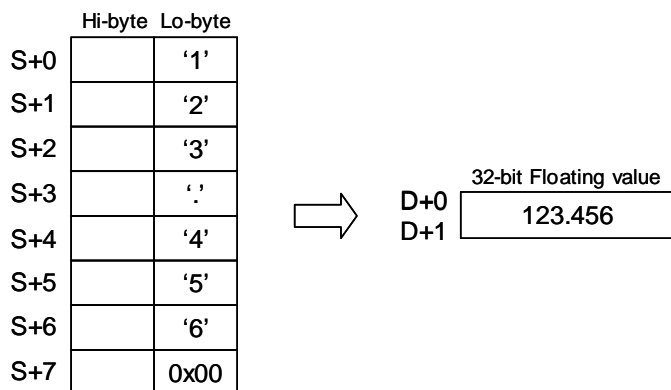 Hi-byte Lo-byte
S+0 ‘1’
S+1 ‘2’
S+2 ‘3’
S+3 ‘.’
S+4 ‘4’
S+5 ‘5’
S+6 ‘6’
S+7 0x00
32-bit Floating value
D+0
D+1
123.456